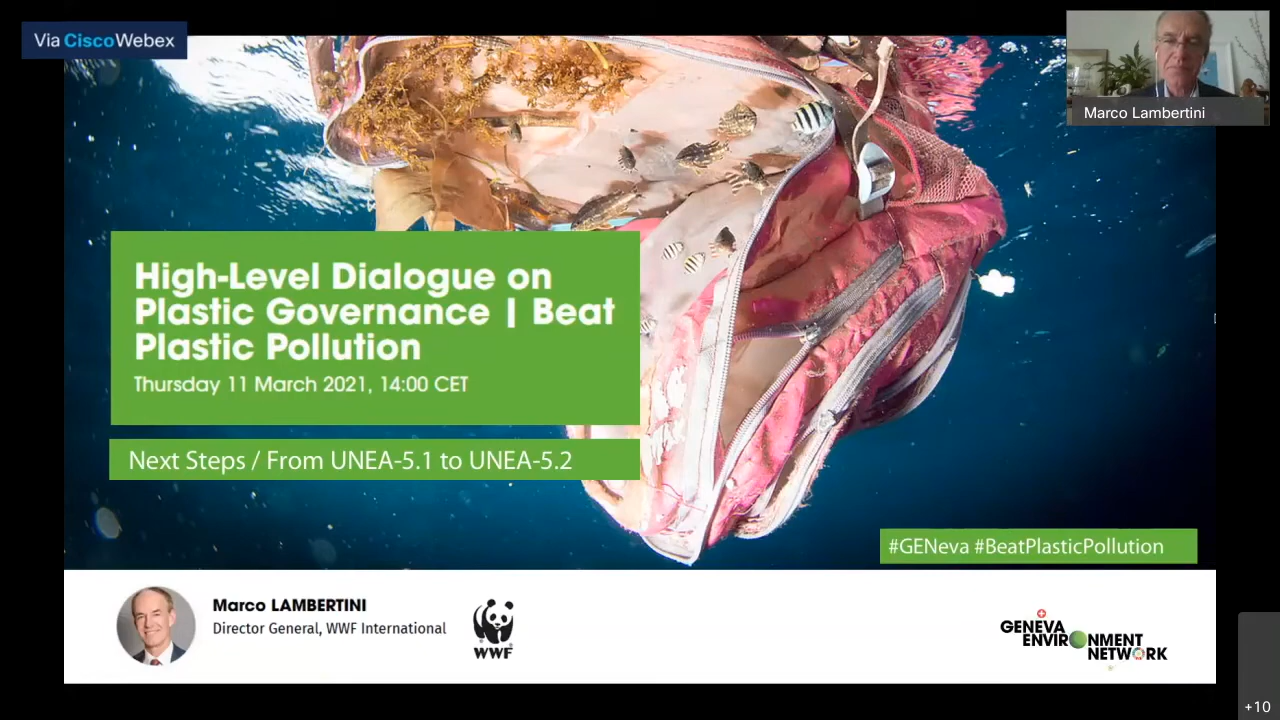 Via CiscoWebex
Marco Lambertini
High-Level Dialogue on
Plastic Governance | Beat
Plastic Pollution
Thursday 11 March 2021, 14:00 CET
Next Steps / From UNEA-5.1 to UNEA-5.2
#GENeva #BeatPlasticPollution
Marco LAMBERTINI
Director General, WWF International
WWF
GENEVA
ENVIRONMENT
NETWORK
+10